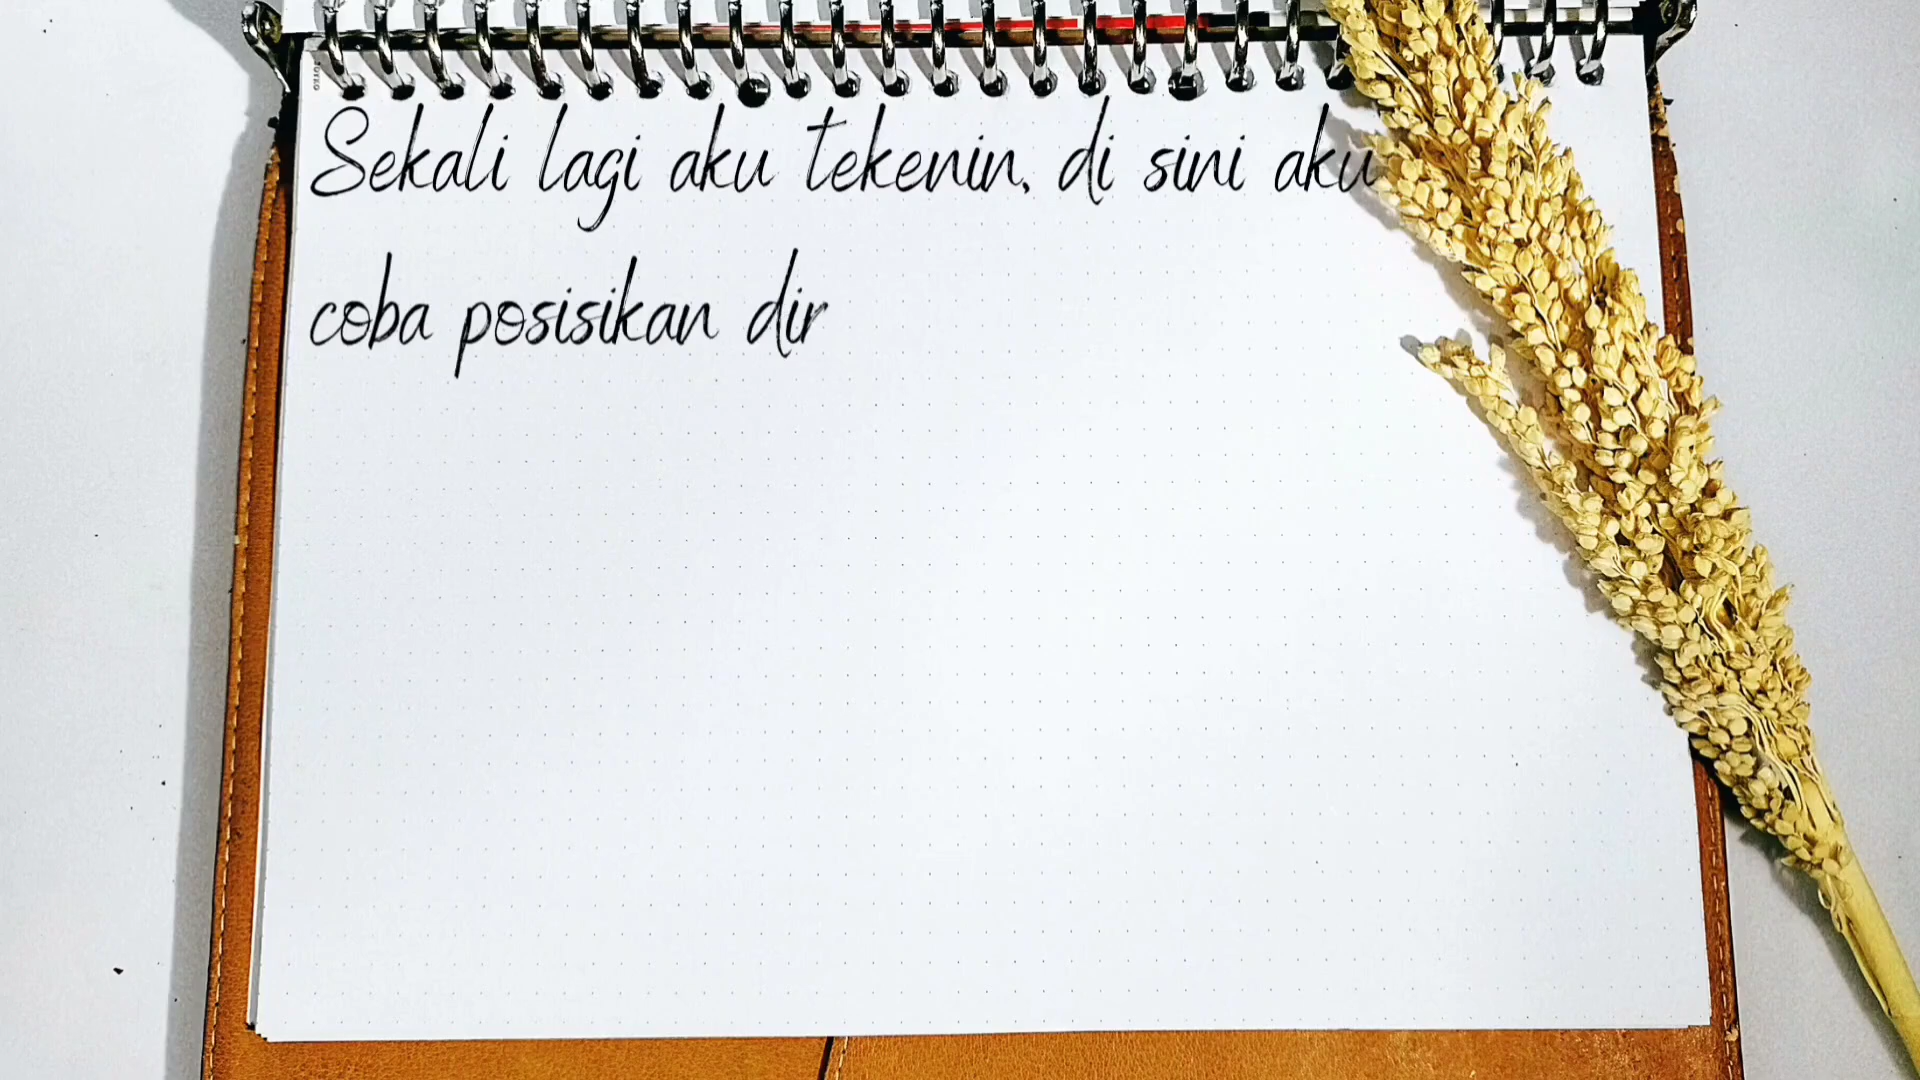 Sekali lagi aku tekenin, di sini aku
coba posisikan dir